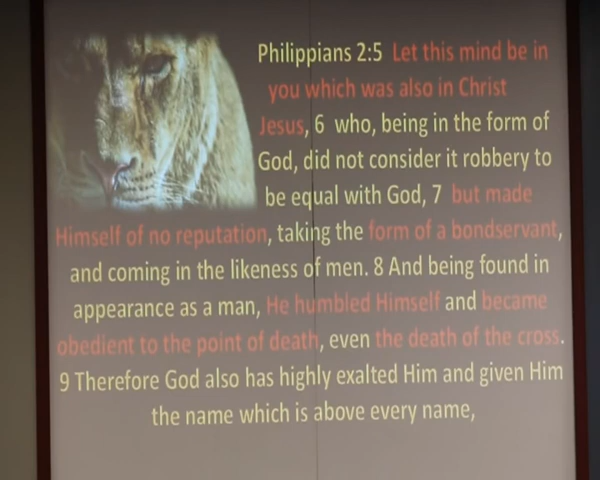 Philippians 2:5 Let this mind be in
you which was also in Christ
Jesus, 6 who, being in the form of
God, did not consider it robbery to
be equal with God, 7 but made
Himself of no reputation, taking the form of a bondservant,
and coming in the likeness of men. 8 And being found in
appearance as a man, He humbled Himself and became
obedient to the point of death, even the death of the cross.
9 Therefore God also has highly exalted Him and given Him
the name which is above every name,